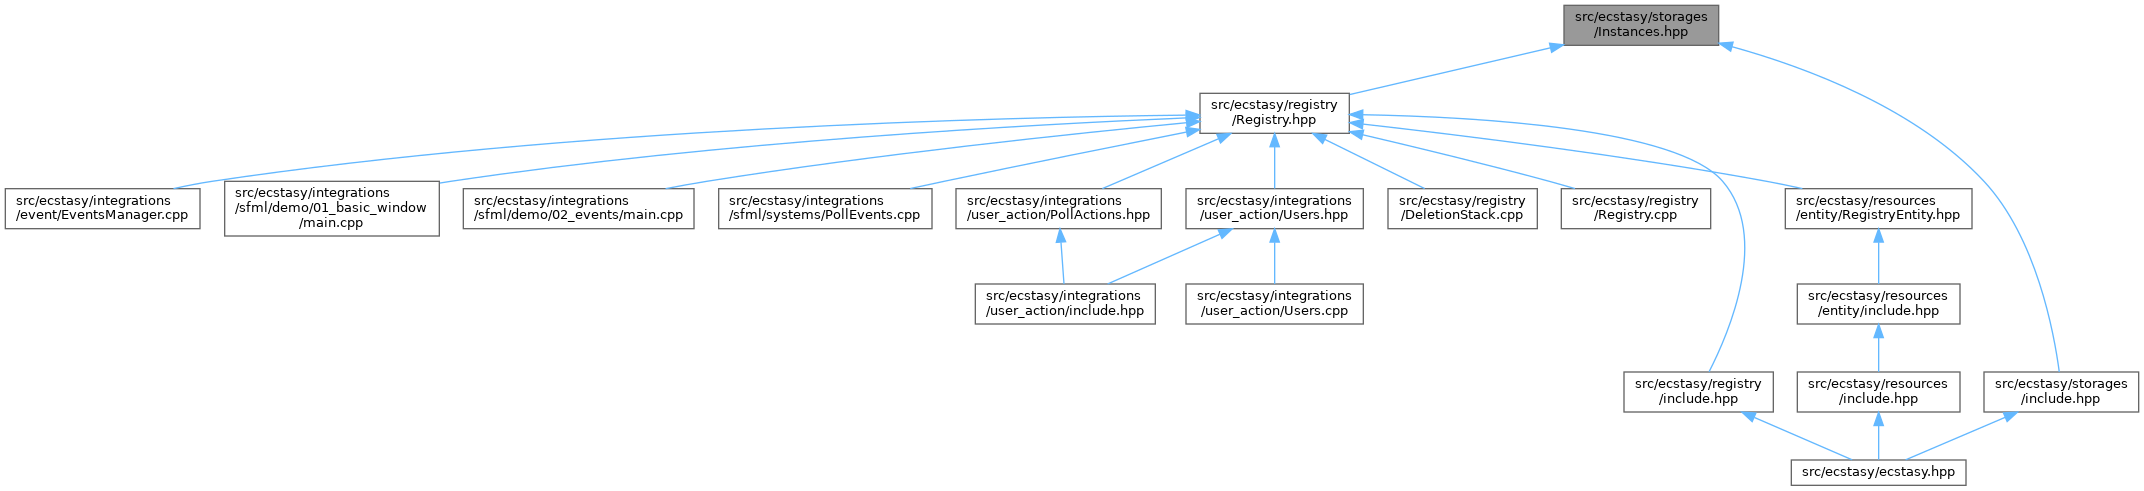 src/ecstasy/storages
/Instances.hpp
src/ecstasy/registry
/Registry.hpp
src/ecstasy/integrations
/event/EventsManager.cpp
src/ecstasy/integrations
/sfml/demo/01_basic_window
/main.cpp
src/ecstasy/integrations
/sfml/demo/02_events/main.cpp
src/ecstasy/integrations
/sfml/systems/PollEvents.cpp
src/ecstasy/integrations
/user_action/PollActions.hpp
src/ecstasy/integrations
/user_action/Users.hpp
src/ecstasy/registry
/DeletionStack.cpp
src/ecstasy/registry
/Registry.cpp
src/ecstasy/resources
/entity/RegistryEntity.hpp
src/ecstasy/integrations
/user_action/include.hpp
src/ecstasy/integrations
/user_action/Users.cpp
src/ecstasy/resources
/entity/include.hpp
src/ecstasy/registry
/include.hpp
src/ecstasy/resources
/include.hpp
src/ecstasy/storages
/include.hpp
src/ecstasy/ecstasy.hpp